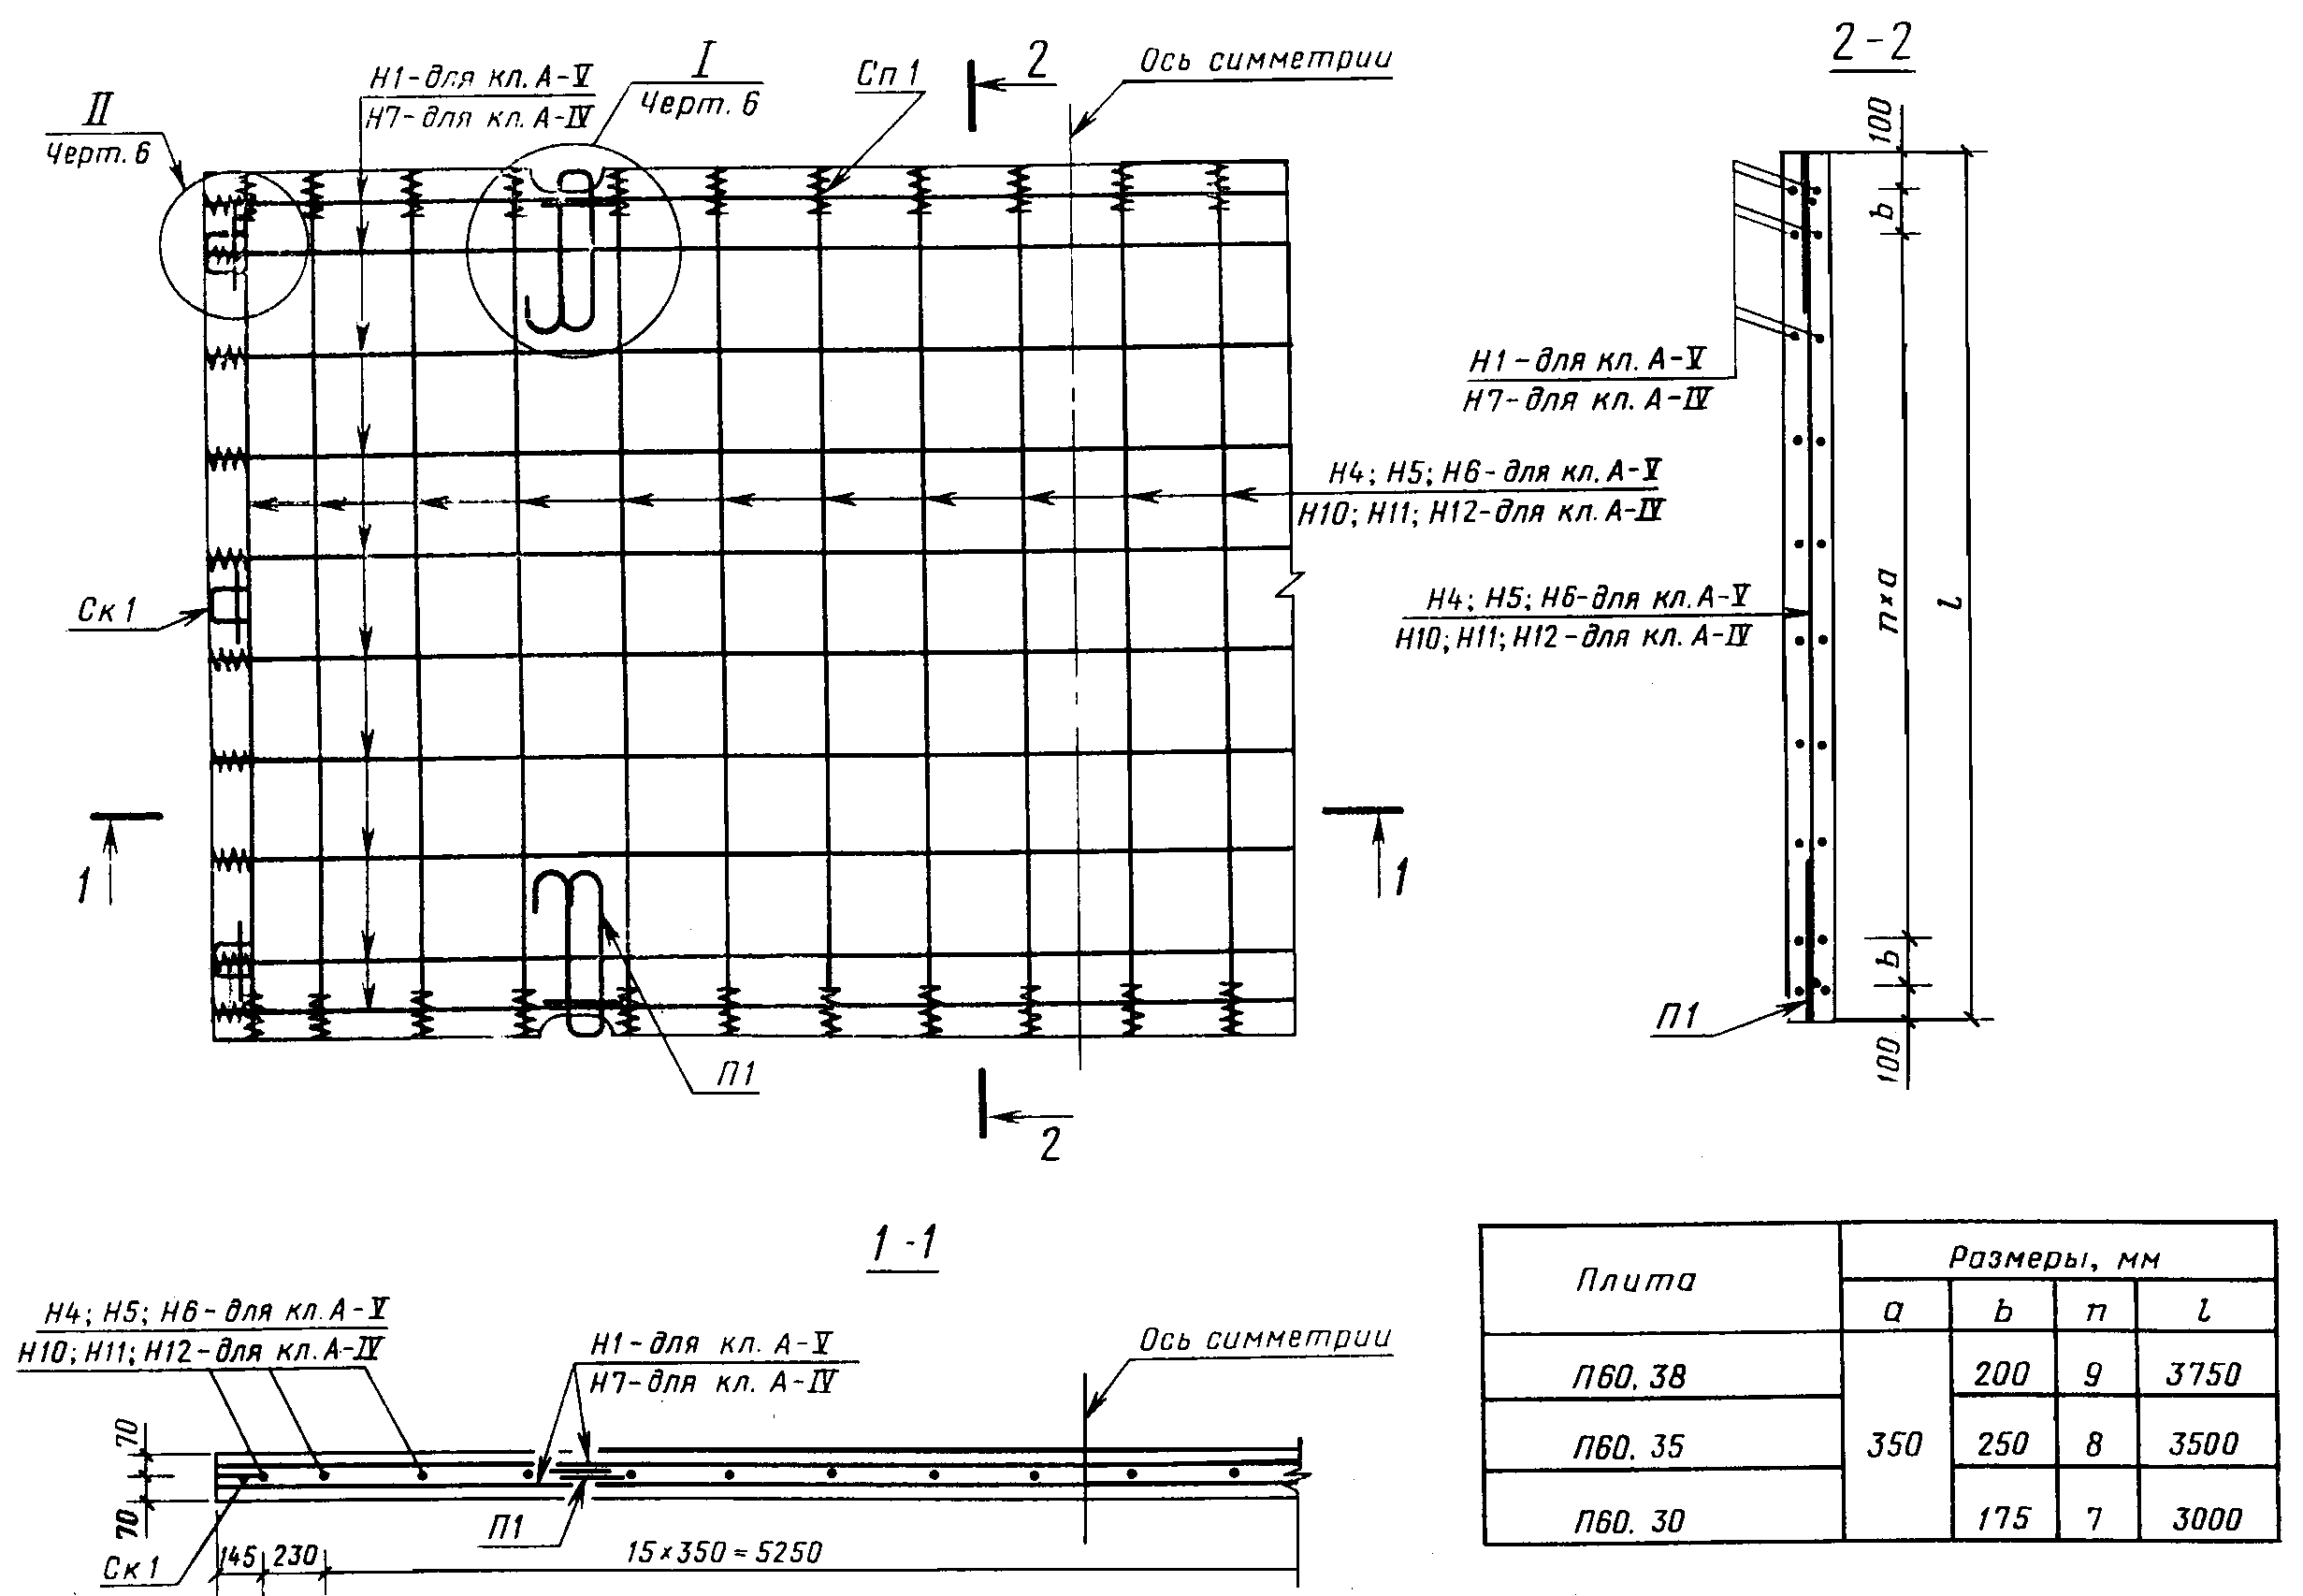 II
Черт. 6
Н1-для кл. А-V
Н7-для кл. А-IV
I
Черт. 6
Сп 1
2
Ось симметрии
2-2
100
b
Н1-для кл. А-V
Н7-для кл. А-IV
Н4; Н5; Н6-для кл. А-V
Н10; Н11; Н12-для кл. А-IV
Н4; Н5; Н6-для кл. А-V
Н10; Н11; Н12-для кл. А-IV
n×a
l
Ск 1
1
1
b
П1
100
П1
2
1-1
Н4; Н5; Н6-для кл. А-V
Н10; Н11; Н12-для кл. А-IV
Н1-для кл. А-V
Н7-для кл. А-IV
Ось симметрии
70
70
Ск 1
П1
145 230 15×350=5250
Плита Размеры, мм
a b n l
П60.38 200 9 3750
П60.35 350 250 8 3500
П60.30 175 7 3000